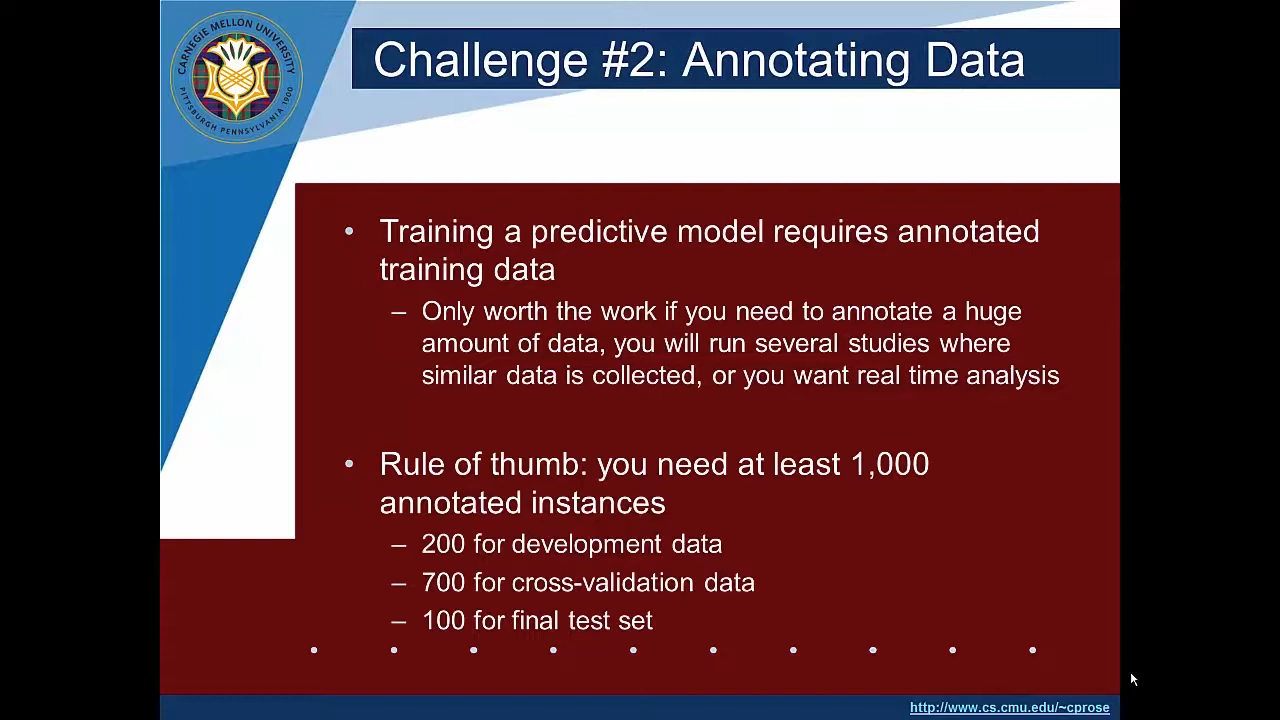 CARNEGIE MELLON UNIVERSITY
PITTSBURGH PENNSYLVANIA 1900
Challenge #2: Annotating Data
• Training a predictive model requires annotated
training data
– Only worth the work if you need to annotate a huge
amount of data, you will run several studies where
similar data is collected, or you want real time analysis
• Rule of thumb: you need at least 1,000
annotated instances
– 200 for development data
– 700 for cross-validation data
– 100 for final test set
http://www.cs.cmu.edu/~cprose